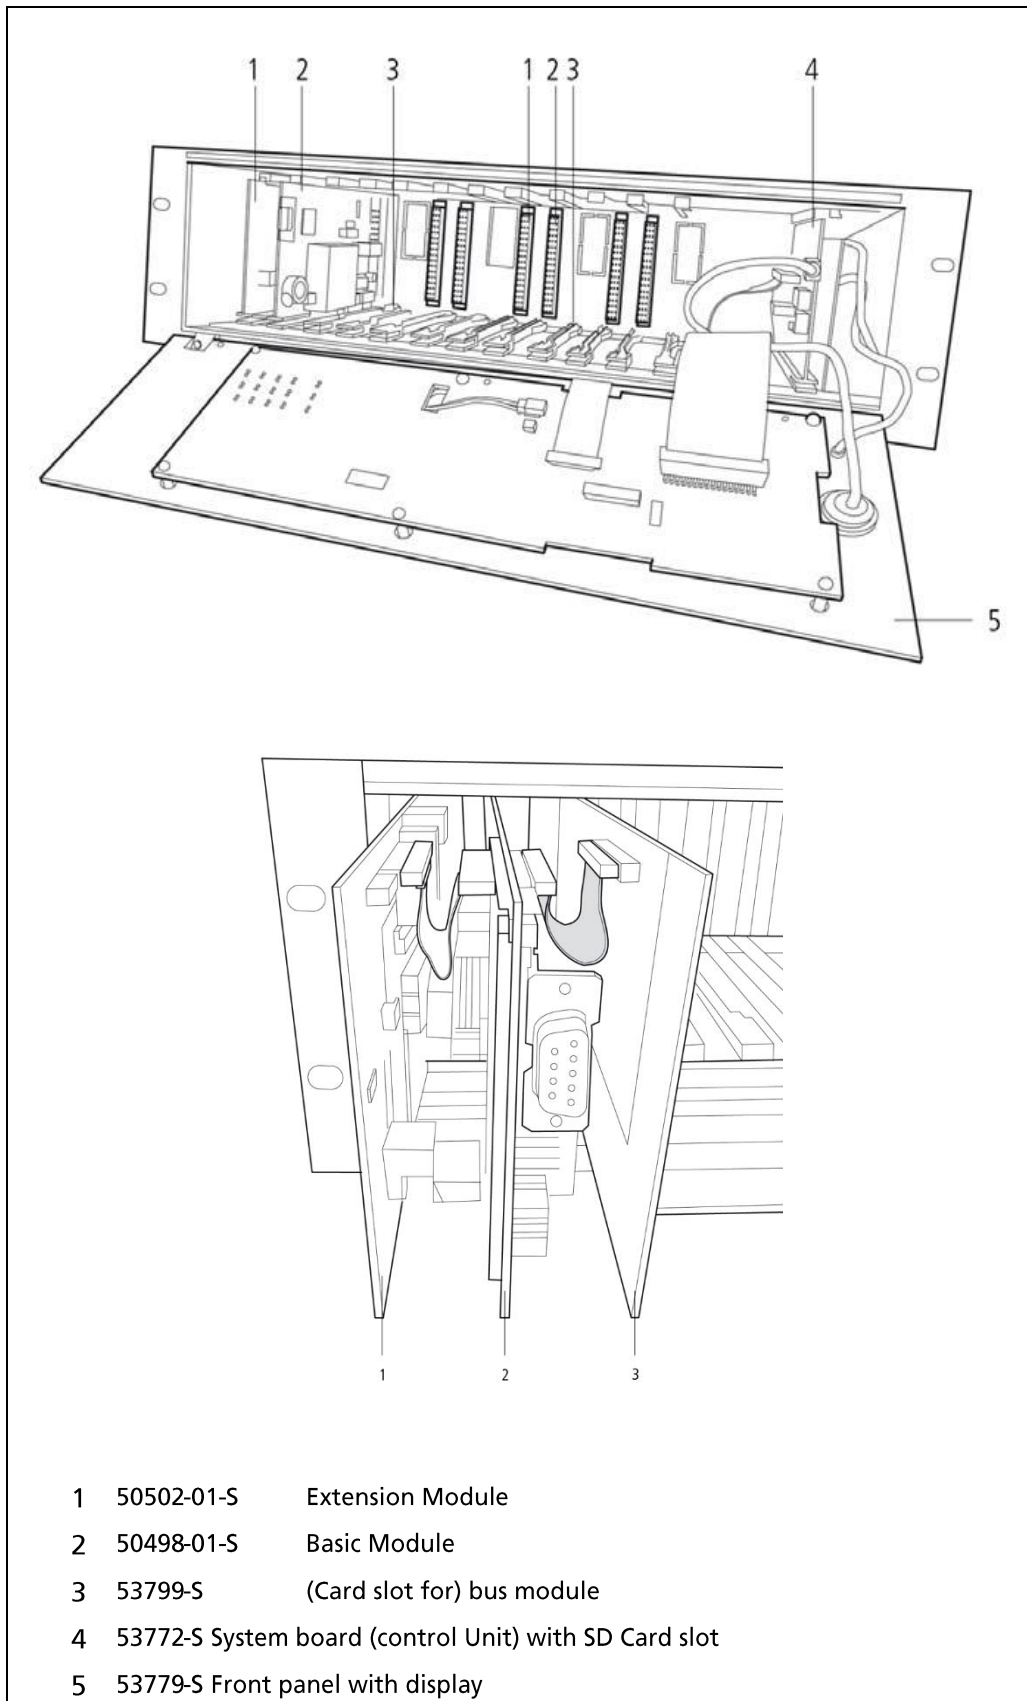 1 2 3 1 2 3 4
5
1 2 3
1 50502-01-S Extension Module
2 50498-01-S Basic Module
3 53799-S (Card slot for) bus module
4 53772-S System board (control Unit) with SD Card slot
5 53779-S Front panel with display